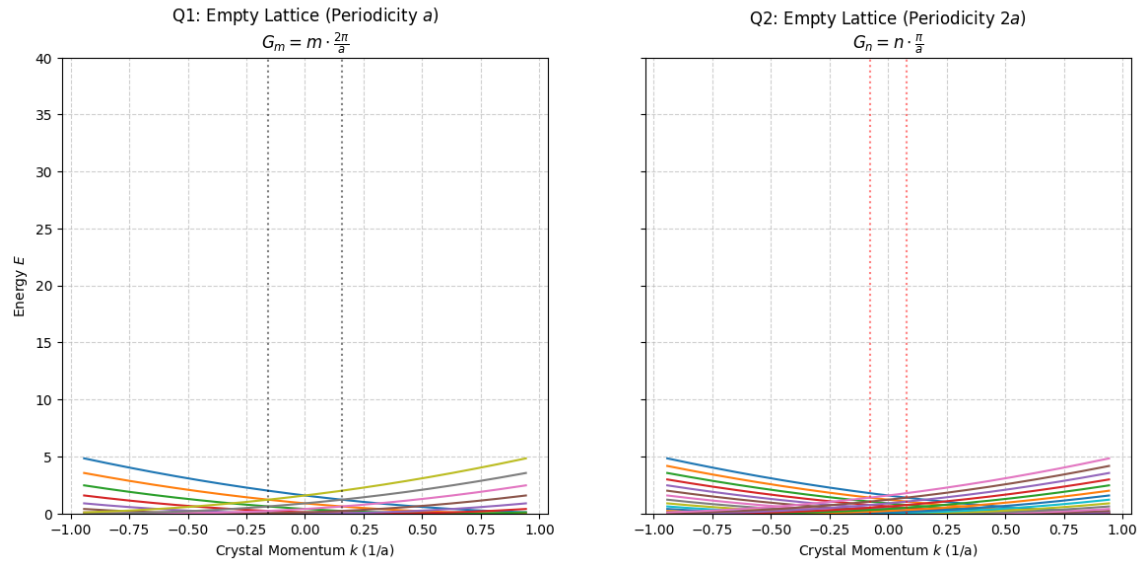 Q1: Empty Lattice (Periodicity a)
G_m = m · 2π/a
40
35
30
25
20
15
10
5
0
Energy E
−1.00 −0.75 −0.50 −0.25 0.00 0.25 0.50 0.75 1.00
Crystal Momentum k (1/a)
Q2: Empty Lattice (Periodicity 2a)
G_n = n · π/a
−1.00 −0.75 −0.50 −0.25 0.00 0.25 0.50 0.75 1.00
Crystal Momentum k (1/a)